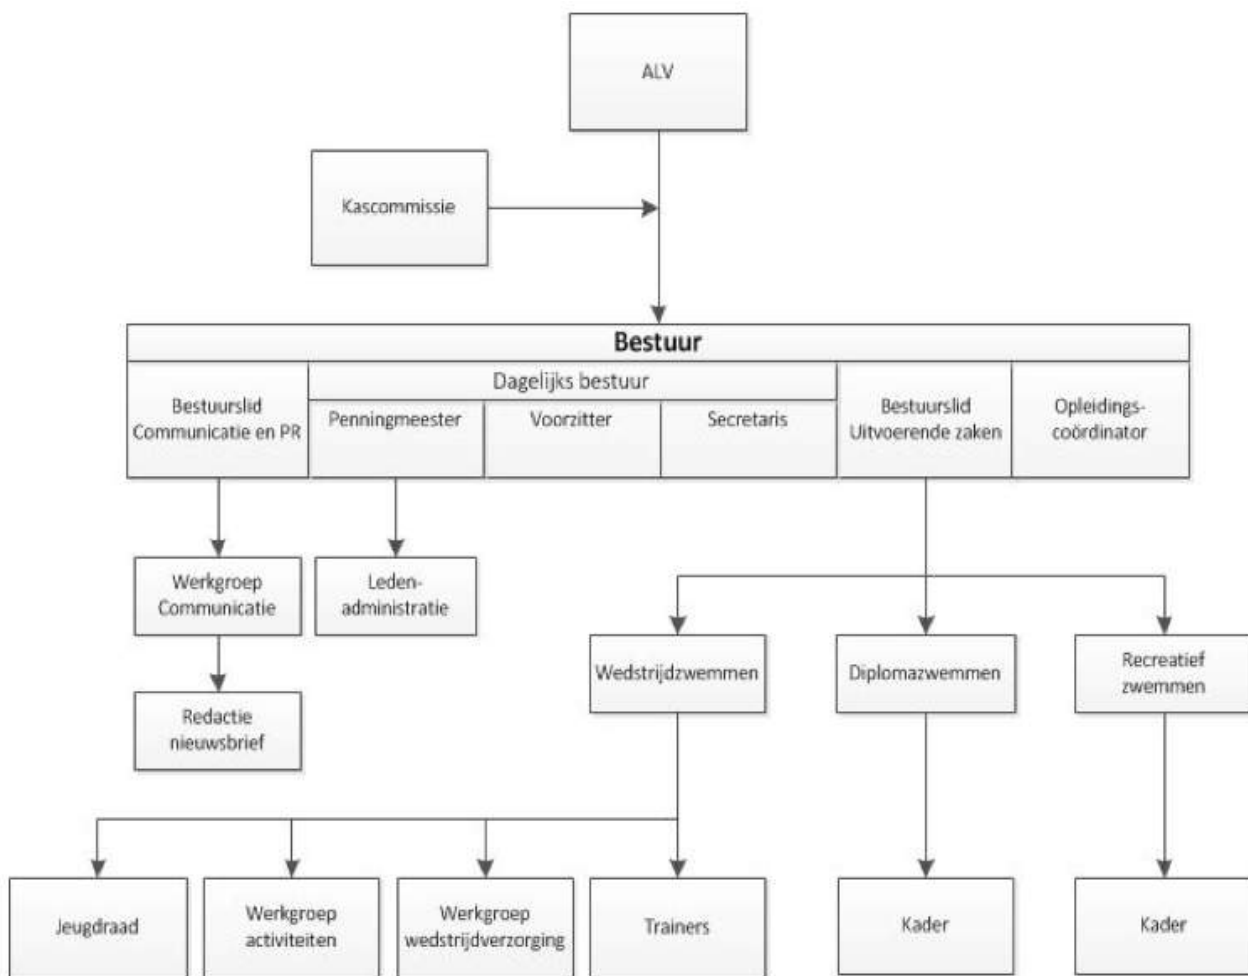 ALV
Kascommissie
Bestuur
Bestuurslid
Communicatie en PR
Dagelijks bestuur
Penningmeester
Voorzitter
Secretaris
Bestuurslid
Uitvoerende zaken
Opleidings-
coördinator
Werkgroep
Communicatie
Leden-
administratie
Redactie
nieuwsbrief
Wedstrijdzwemmen
Diplomazwemmen
Recreatief
zwemmen
Jeugdraad
Werkgroep
activiteiten
Werkgroep
wedstrijdverzorging
Trainers
Kader
Kader